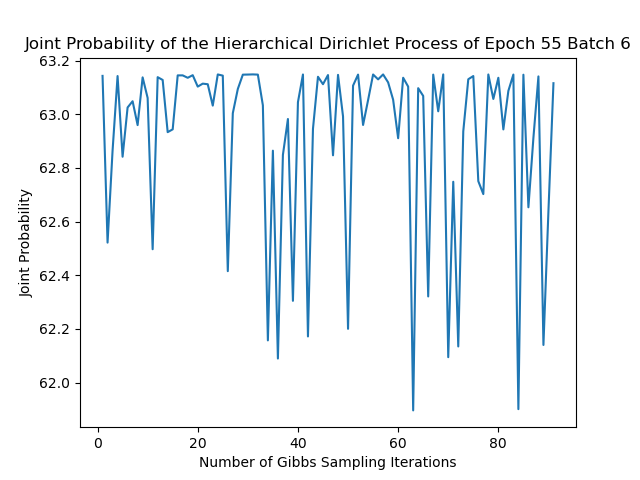 Joint Probability of the Hierarchical Dirichlet Process of Epoch 55 Batch 6
63.2
63.0
62.8
62.6
62.4
62.2
62.0
Joint Probability
0 20 40 60 80
Number of Gibbs Sampling Iterations